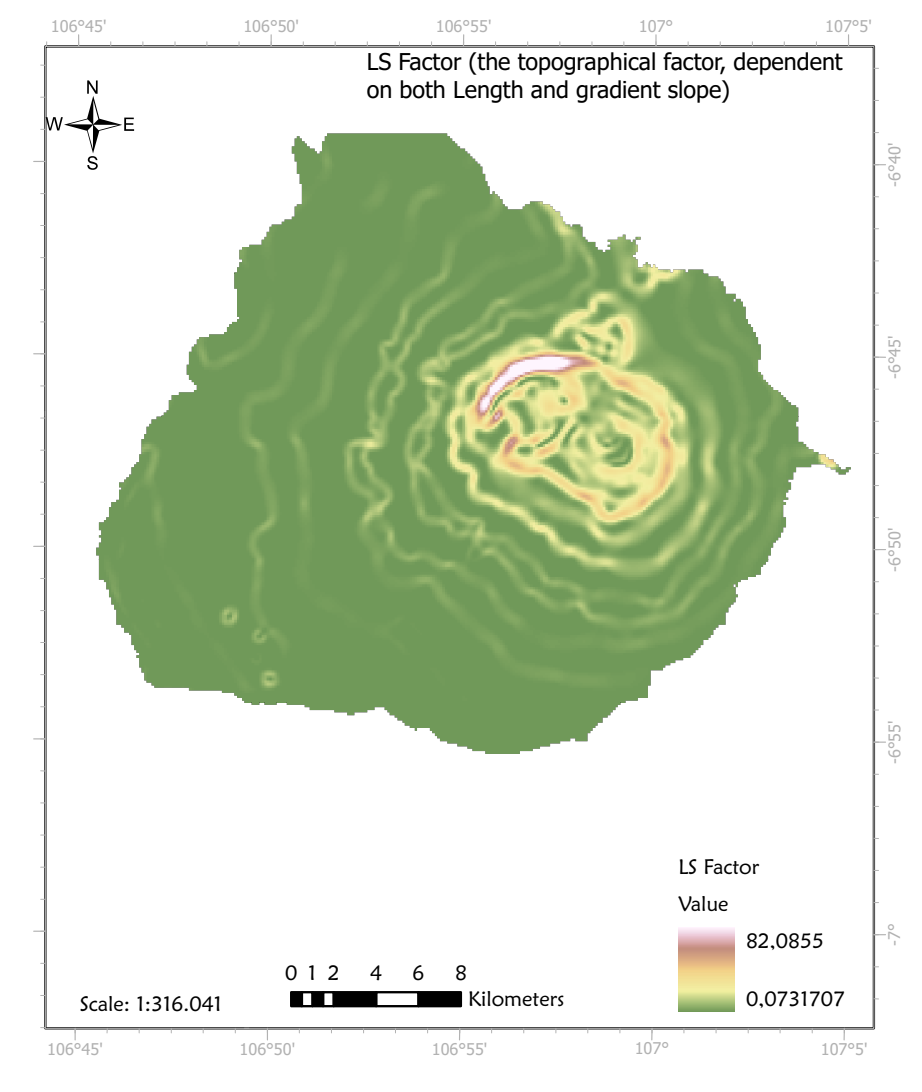 106°45' 106°50' 106°55' 107° 107°5'
LS Factor (the topographical factor, dependent
on both Length and gradient slope)
N
W E
S
-6°40'
-6°45'
-6°50'
-6°55'
-7°
LS Factor
Value
82,0855
0,0731707
0 1 2 4 6 8
Kilometers
Scale: 1:316.041
106°45' 106°50' 106°55' 107° 107°5'